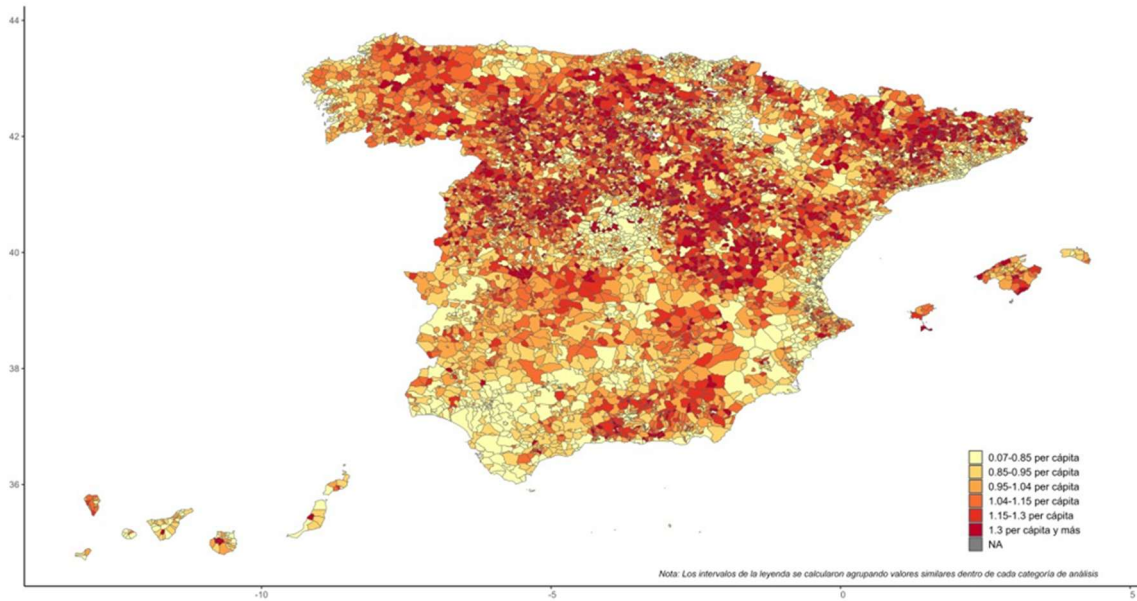 44
42
40
38
36
0.07-0.85 per cápita
0.85-0.95 per cápita
0.95-1.04 per cápita
1.04-1.15 per cápita
1.15-1.3 per cápita
1.3 per cápita y más
NA
Nota: Los intervalos de la leyenda se calcularon agrupando valores similares dentro de cada categoría de análisis
-10
-5
0
5